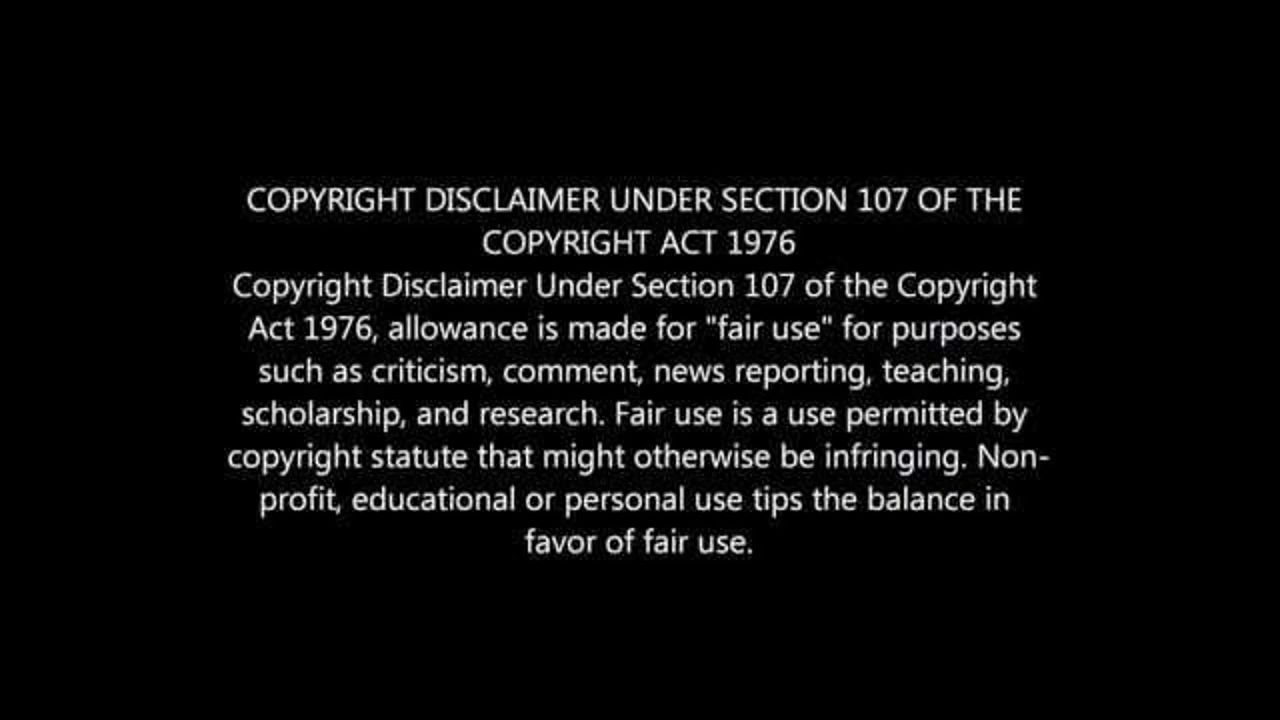 COPYRIGHT DISCLAIMER UNDER SECTION 107 OF THE
COPYRIGHT ACT 1976
Copyright Disclaimer Under Section 107 of the Copyright
Act 1976, allowance is made for "fair use" for purposes
such as criticism, comment, news reporting, teaching,
scholarship, and research. Fair use is a use permitted by
copyright statute that might otherwise be infringing. Non-
profit, educational or personal use tips the balance in
favor of fair use.